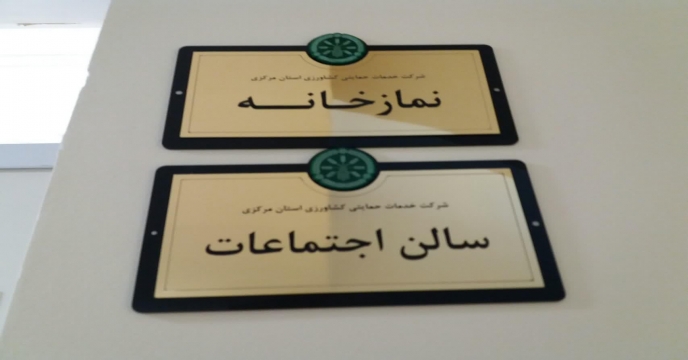 شرکت خدمات حمایتی کشاورزی استان مرکزی
نمازخانه
شرکت خدمات حمایتی کشاورزی استان مرکزی
سالن اجتماعات